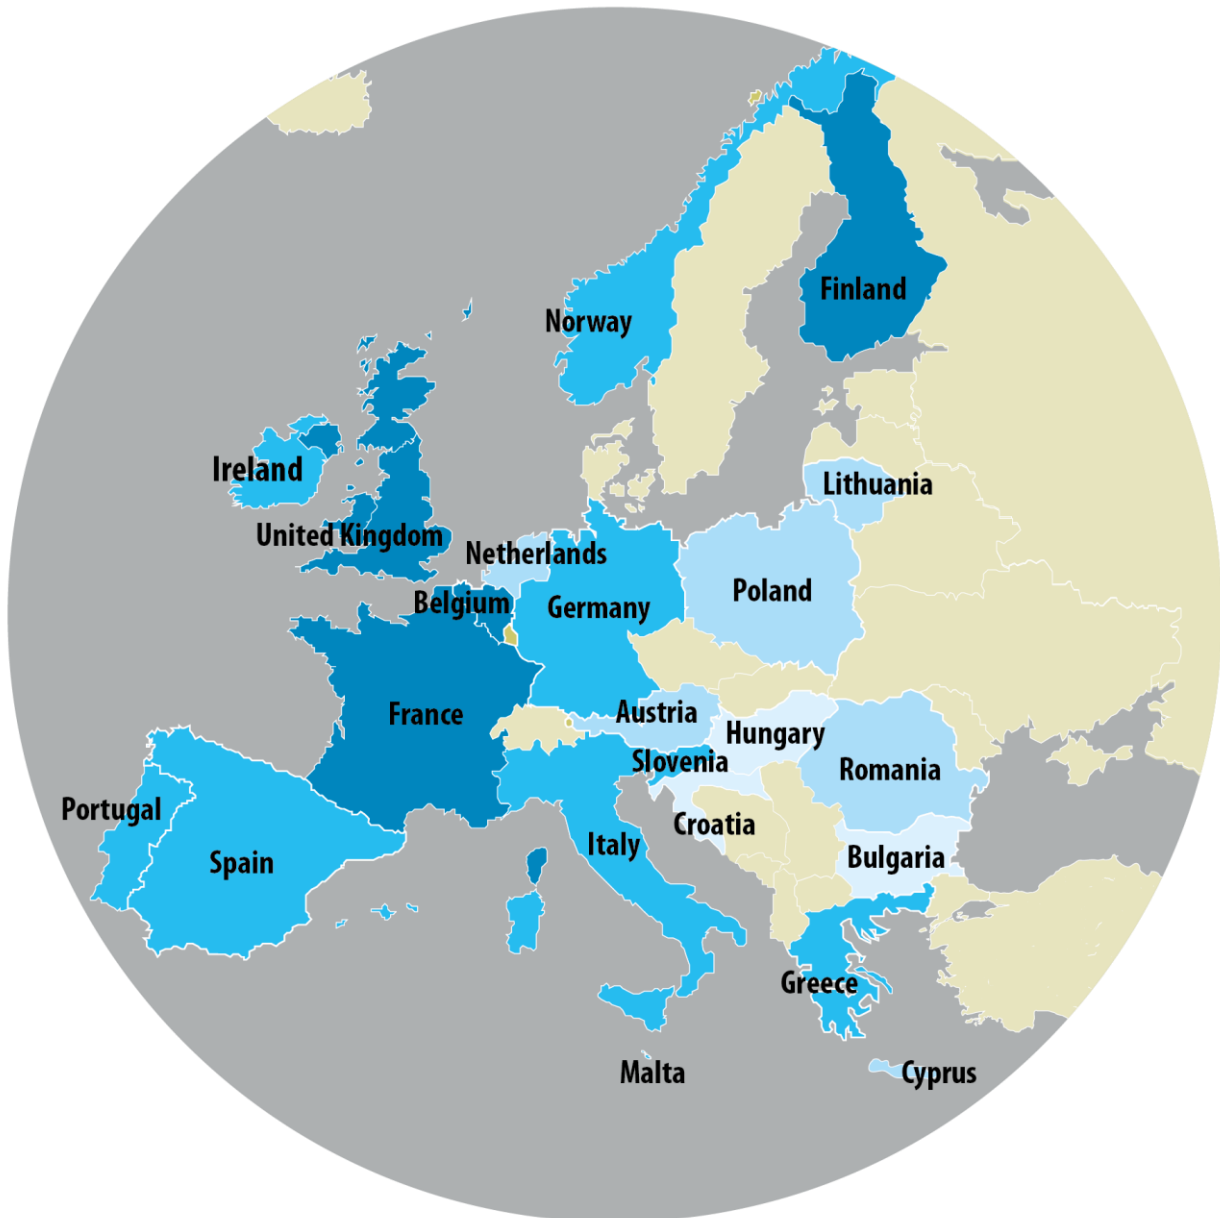 Finland
Norway
Ireland
Lithuania
United Kingdom
Netherlands
Poland
Belgium
Germany
France
Austria
Hungary
Slovenia
Romania
Portugal
Croatia
Italy
Spain
Bulgaria
Greece
Malta
Cyprus